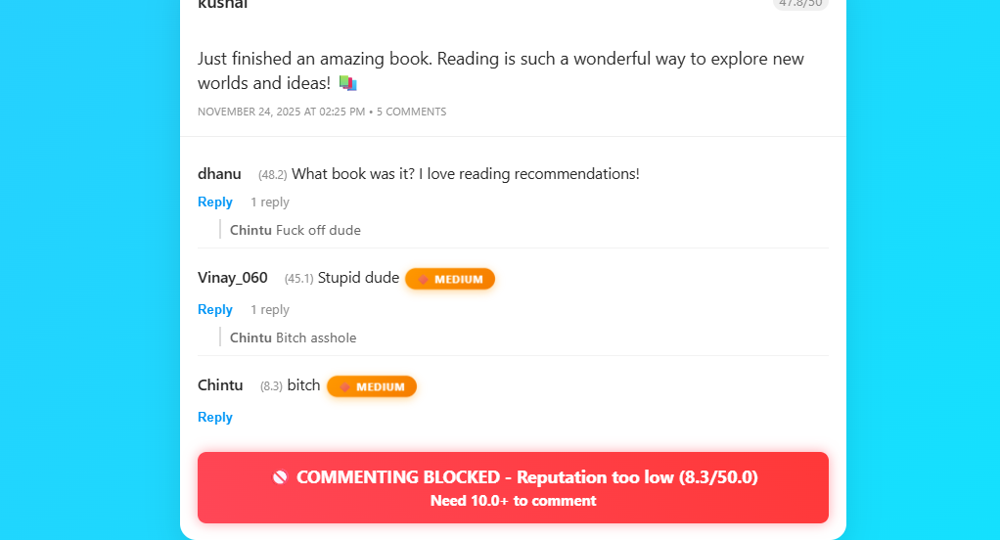 kushal 47.8/50
Just finished an amazing book. Reading is such a wonderful way to explore new
worlds and ideas!
NOVEMBER 24, 2025 AT 02:25 PM • 5 COMMENTS
dhanu (48.2) What book was it? I love reading recommendations!
Reply 1 reply
Chintu Fuck off dude
Vinay_060 (45.1) Stupid dude MEDIUM
Reply 1 reply
Chintu Bitch asshole
Chintu (8.3) bitch MEDIUM
Reply
COMMENTING BLOCKED - Reputation too low (8.3/50.0)
Need 10.0+ to comment